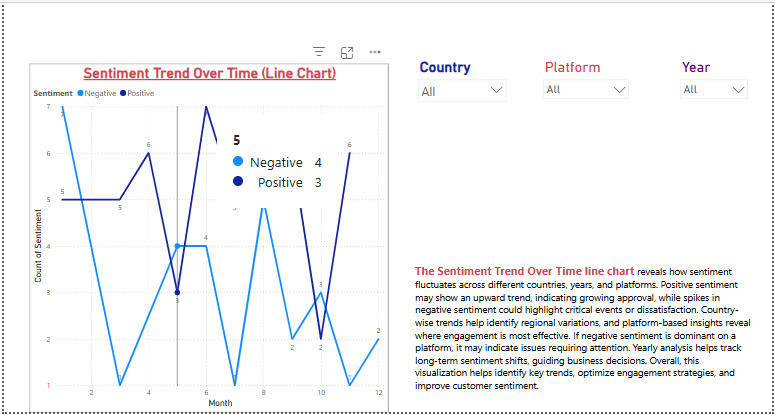 Sentiment Trend Over Time (Line Chart)
Sentiment Negative Positive
Count of Sentiment
7
6
5
4
3
2
1
7
5
5
6
3
4
1
1
2
3
2
1
6
2
5
Negative 4
Positive 3
2 4 6 8 10 12
Month
Country
All
Platform
All
Year
All
The Sentiment Trend Over Time line chart reveals how sentiment
fluctuates across different countries, years, and platforms. Positive sentiment
may show an upward trend, indicating growing approval, while spikes in
negative sentiment could highlight critical events or dissatisfaction. Country-
wise trends help identify regional variations, and platform-based insights reveal
where engagement is most effective. If negative sentiment is dominant on a
platform, it may indicate issues requiring attention. Yearly analysis helps track
long-term sentiment shifts, guiding business decisions. Overall, this
visualization helps identify key trends, optimize engagement strategies, and
improve customer sentiment.